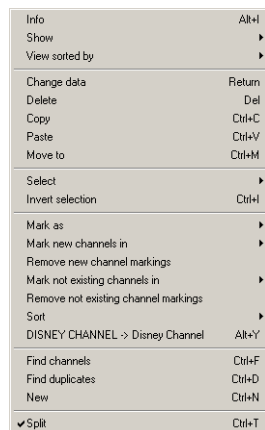 Info Alt+I
Show
View sorted by
Change data Return
Delete Del
Copy Ctrl+C
Paste Ctrl+V
Move to Ctrl+M
Select
Invert selection Ctrl+I
Mark as
Mark new channels in
Remove new channel markings
Mark not existing channels in
Remove not existing channel markings
Sort
DISNEY CHANNEL -> Disney Channel Alt+Y
Find channels Ctrl+F
Find duplicates Ctrl+D
New Ctrl+N
Split Ctrl+T